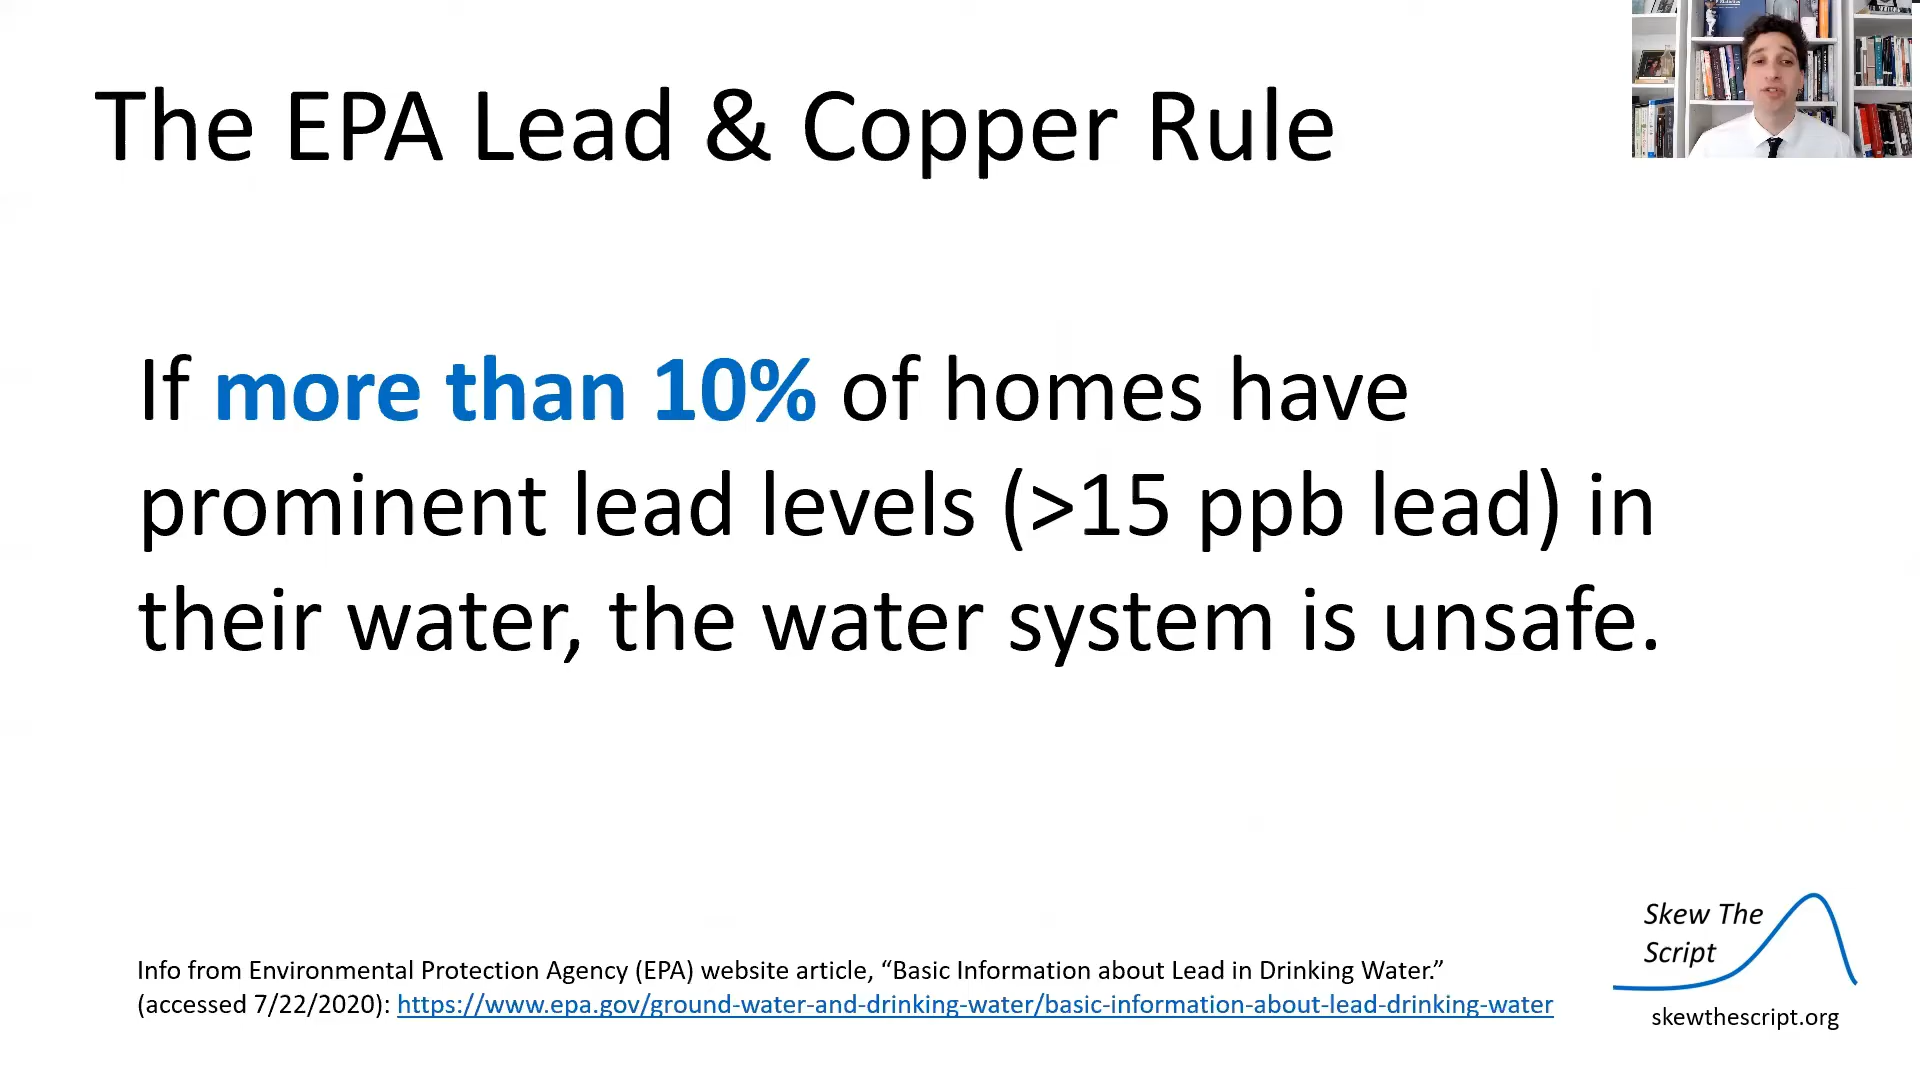 The EPA Lead & Copper Rule
If more than 10% of homes have
prominent lead levels (>15 ppb lead) in
their water, the water system is unsafe.
Info from Environmental Protection Agency (EPA) website article, “Basic Information about Lead in Drinking Water.”
(accessed 7/22/2020): https://www.epa.gov/ground-water-and-drinking-water/basic-information-about-lead-drinking-water
Skew The
Script
skewthescript.org